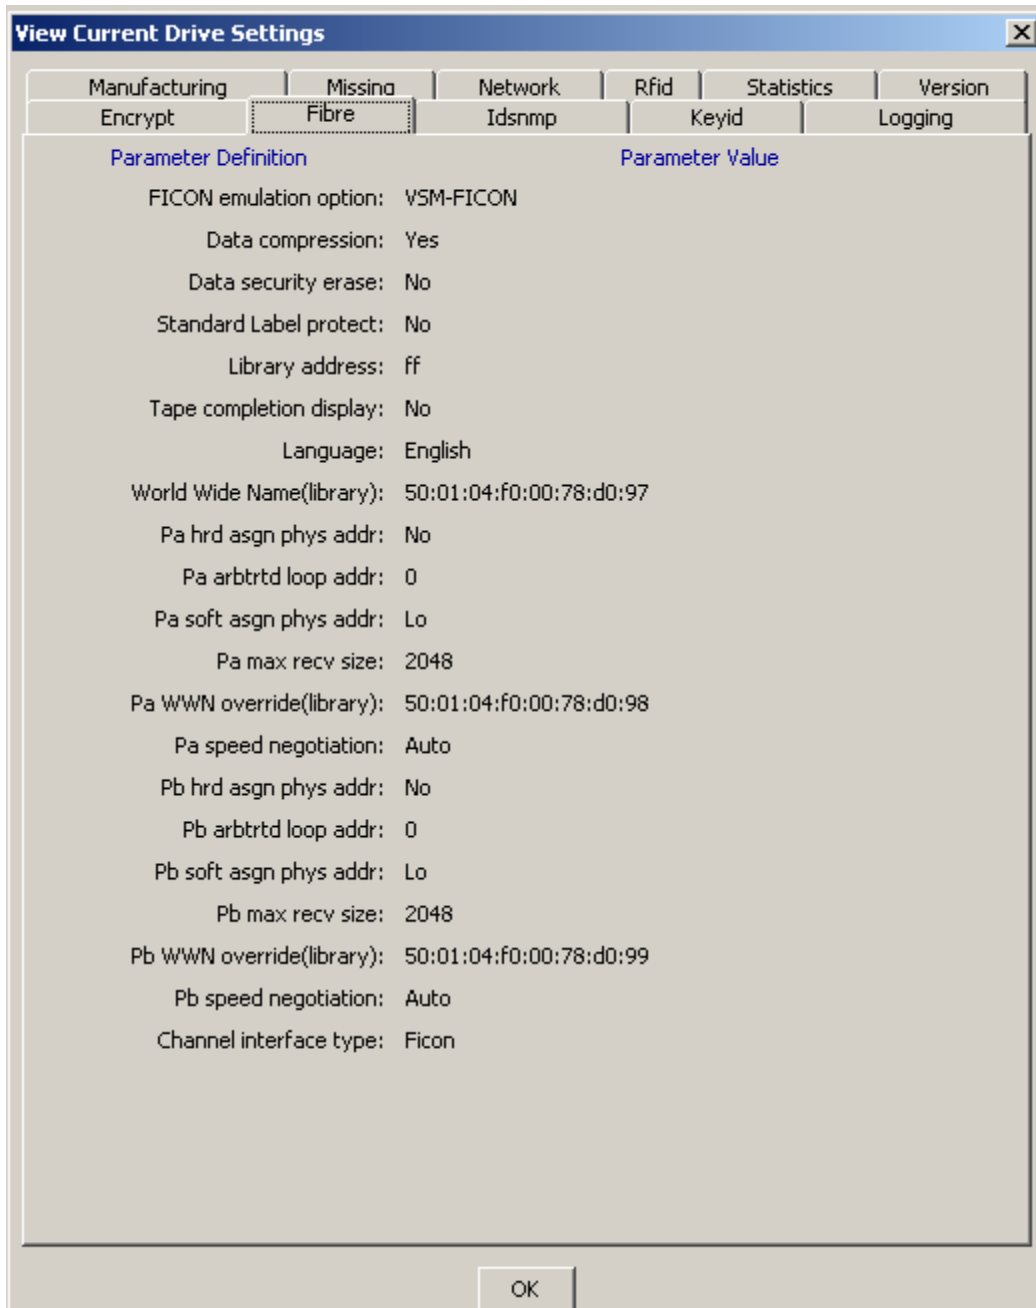 View Current Drive Settings
Manufacturing Missing Network Rfid Statistics Version
Encrypt Fibre Idsnmp Keyid Logging
Parameter Definition Parameter Value
FICON emulation option: VSM-FICON
Data compression: Yes
Data security erase: No
Standard Label protect: No
Library address: ff
Tape completion display: No
Language: English
World Wide Name(library): 50:01:04:f0:00:78:d0:97
Pa hrd asgn phys addr: No
Pa arbtrtd loop addr: 0
Pa soft asgn phys addr: Lo
Pa max recv size: 2048
Pa WWN override(library): 50:01:04:f0:00:78:d0:98
Pa speed negotiation: Auto
Pb hrd asgn phys addr: No
Pb arbtrtd loop addr: 0
Pb soft asgn phys addr: Lo
Pb max recv size: 2048
Pb WWN override(library): 50:01:04:f0:00:78:d0:99
Pb speed negotiation: Auto
Channel interface type: Ficon
OK